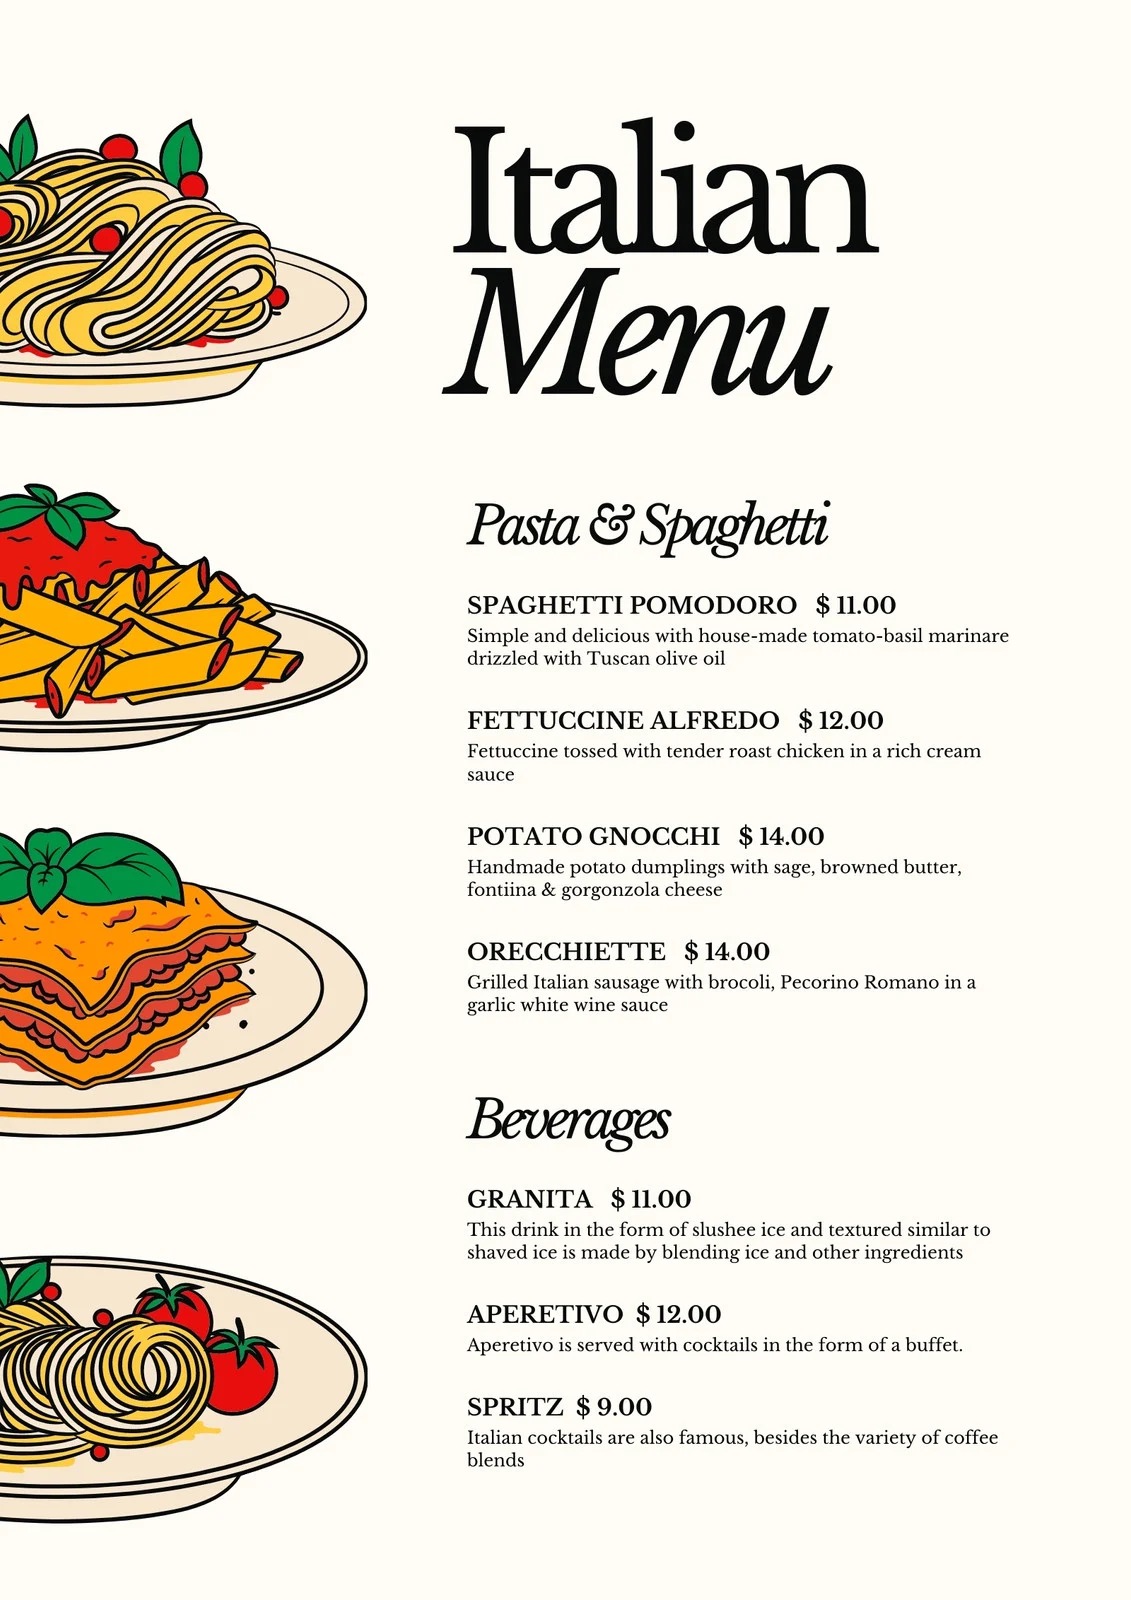 Italian
Menu
Pasta & Spaghetti
SPAGHETTI POMODORO $ 11.00
Simple and delicious with house-made tomato-basil marinare
drizzled with Tuscan olive oil
FETTUCCINE ALFREDO $ 12.00
Fettuccine tossed with tender roast chicken in a rich cream
sauce
POTATO GNOCCHI $ 14.00
Handmade potato dumplings with sage, browned butter,
fontiina & gorgonzola cheese
ORECCHIETTE $ 14.00
Grilled Italian sausage with brocoli, Pecorino Romano in a
garlic white wine sauce
Beverages
GRANITA $ 11.00
This drink in the form of slushee ice and textured similar to
shaved ice is made by blending ice and other ingredients
APERETIVO $ 12.00
Aperetivo is served with cocktails in the form of a buffet.
SPRITZ $ 9.00
Italian cocktails are also famous, besides the variety of coffee
blends